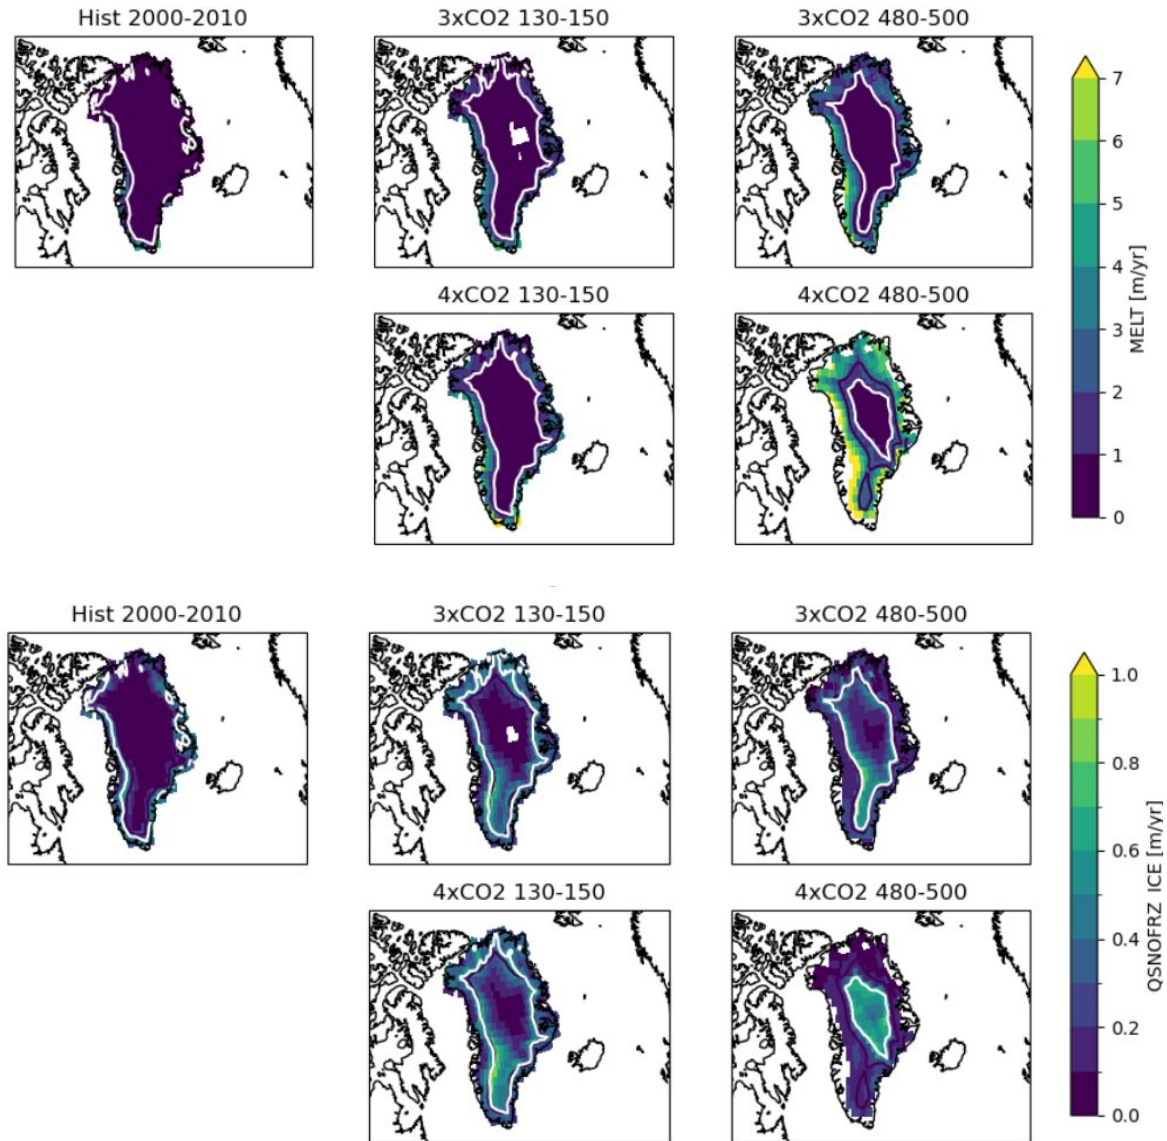 Hist 2000-2010
3xCO2 130-150
3xCO2 480-500
4xCO2 130-150
4xCO2 480-500
7
6
5
4
3
2
1
0
MELT [m/yr]
Hist 2000-2010
3xCO2 130-150
3xCO2 480-500
4xCO2 130-150
4xCO2 480-500
1.0
0.8
0.6
0.4
0.2
0.0
QSNOFRZ_ICE [m/yr]